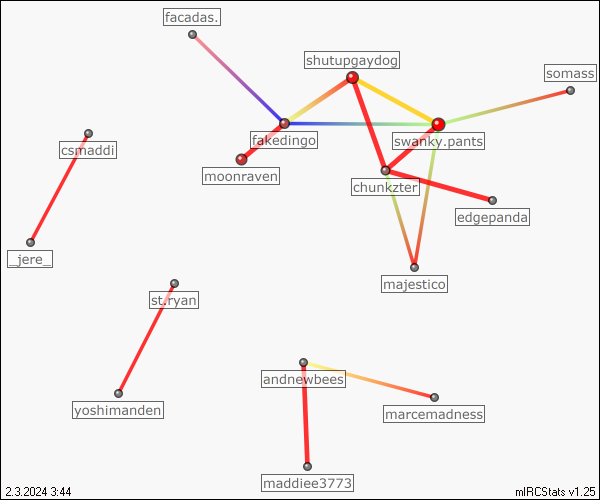 facadas.
shutupgaydog
somass
fakedingo
swanky.pants
csmaddi
moonraven
chunkzter
edgepanda
_jere_
majestico
st.ryan
andnewbees
yoshimanden
marcemadness
maddiee3773
2.3.2024 3:44
mIRCStats v1.25